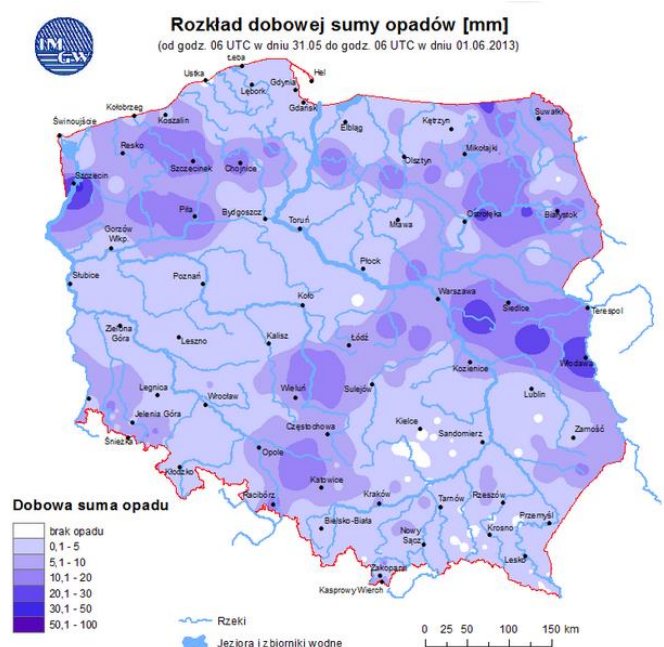 Rozkład dobowej sumy opadów [mm]
(od godz. 06 UTC w dniu 31.05 do godz. 06 UTC w dniu 01.06.2013)
IM
GW
Łeba
Hel
Ustka
Lębork
Gdynia
Gdańsk
Kołobrzeg
Koszalin
Świnoujście
Elbląg
Kętrzyn
Suwałki
Resko
Szczecinek
Chojnice
Olsztyn
Mikołajki
Szczecin
Piła
Bydgoszcz
Toruń
Mława
Ostrołęka
Białystok
Gorzów
Wlkp.
Płock
Słubice
Poznań
Koło
Warszawa
Siedlce
Terespol
Zielona
Góra
Leszno
Kalisz
Łódź
Kozienice
Włodawa
Legnica
Wrocław
Wieluń
Sulejów
Lublin
Jelenia Góra
Śnieżka
Częstochowa
Kielce
Sandomierz
Zamość
Kłodzko
Opole
Katowice
Racibórz
Kraków
Tarnów
Rzeszów
Przemyśl
Bielsko-Biała
Nowy
Sącz
Krosno
Lesko
Zakopane
Kasprowy Wierch
Dobowa suma opadu
brak opadu
0,1 - 5
5,1 - 10
10,1 - 20
20,1 - 30
30,1 - 50
50,1 - 100
Rzeki
Jeziora i zbiorniki wodne
0 25 50 100 150 km